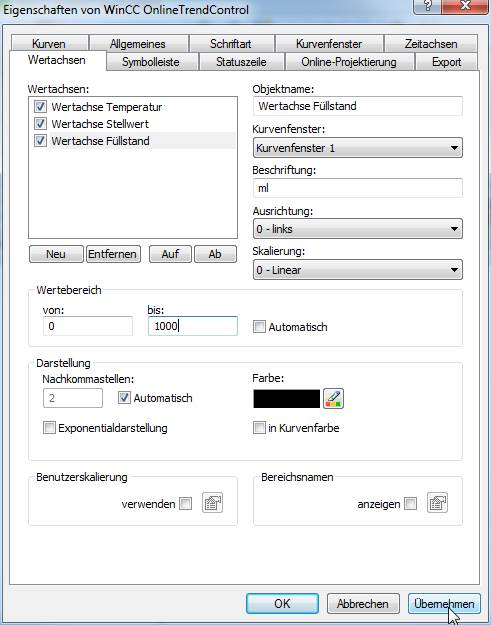 Eigenschaften von WinCC OnlineTrendControl
Kurven Allgemeines Schriftart Kurvenfenster Zeitachsen
Wertachsen Symbolleiste Statuszeile Online-Projektierung Export
Wertachsen:
Wertachse Temperatur
Wertachse Stellwert
Wertachse Füllstand
Neu Entfernen Auf Ab
Objektname:
Wertachse Füllstand
Kurvenfenster:
Kurvenfenster 1
Beschriftung:
ml
Ausrichtung:
0 - links
Skalierung:
0 - Linear
Wertebereich
von: bis:
0 1000 Automatisch
Darstellung
Nachkommastellen: Farbe:
2 Automatisch
Exponentialdarstellung in Kurvenfarbe
Benutzerskalierung Bereichsnamen
verwenden anzeigen
OK Abbrechen Übernehmen